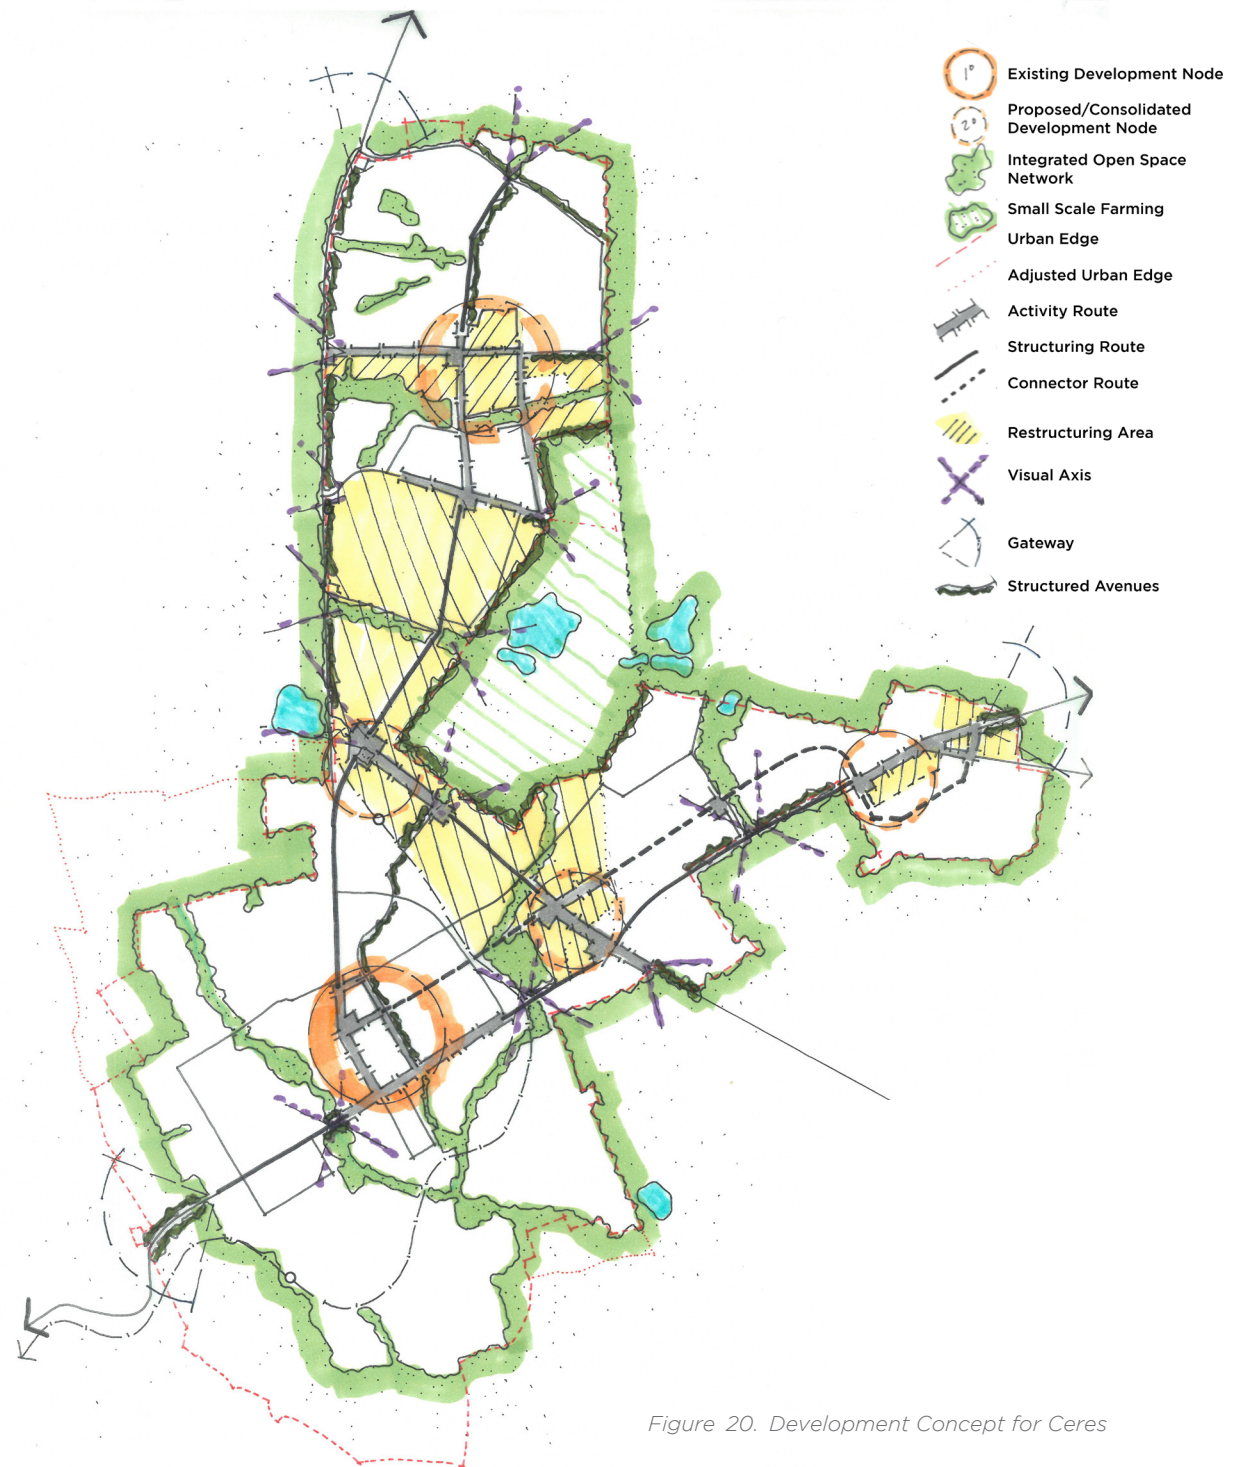 1°
Existing Development Node
2°
Proposed/Consolidated
Development Node
Integrated Open Space
Network
Small Scale Farming
Urban Edge
Adjusted Urban Edge
Activity Route
Structuring Route
Connector Route
Restructuring Area
Visual Axis
Gateway
Structured Avenues
Figure 20. Development Concept for Ceres